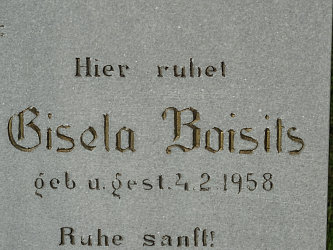 Hier ruhet
Gisela Boisits
geb u. gest. 4.2.1958
Ruhe sanft!